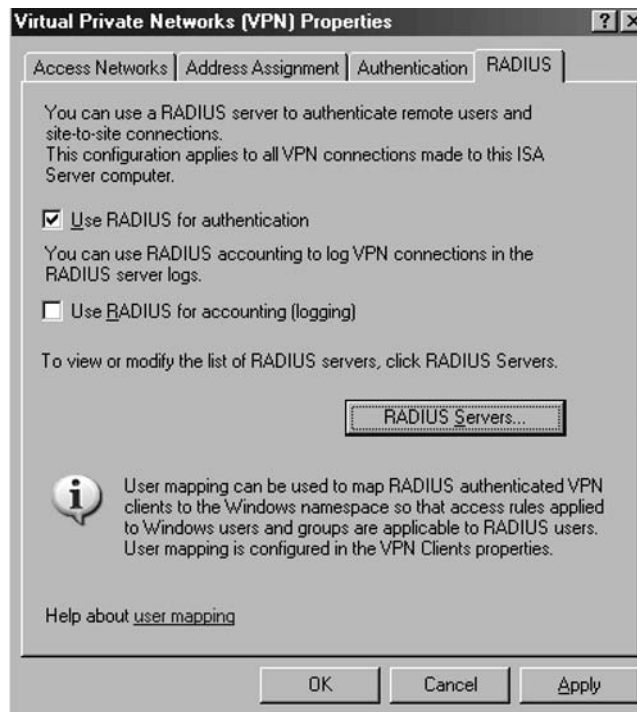 Virtual Private Networks (VPN) Properties
Access Networks Address Assignment Authentication RADIUS
You can use a RADIUS server to authenticate remote users and
site-to-site connections.
This configuration applies to all VPN connections made to this ISA
Server computer.
Use RADIUS for authentication
You can use RADIUS accounting to log VPN connections in the
RADIUS server logs.
Use RADIUS for accounting (logging)
To view or modify the list of RADIUS servers, click RADIUS Servers.
RADIUS Servers...
User mapping can be used to map RADIUS authenticated VPN
clients to the Windows namespace so that access rules applied
to Windows users and groups are applicable to RADIUS users.
User mapping is configured in the VPN Clients properties.
Help about user mapping
OK Cancel Apply